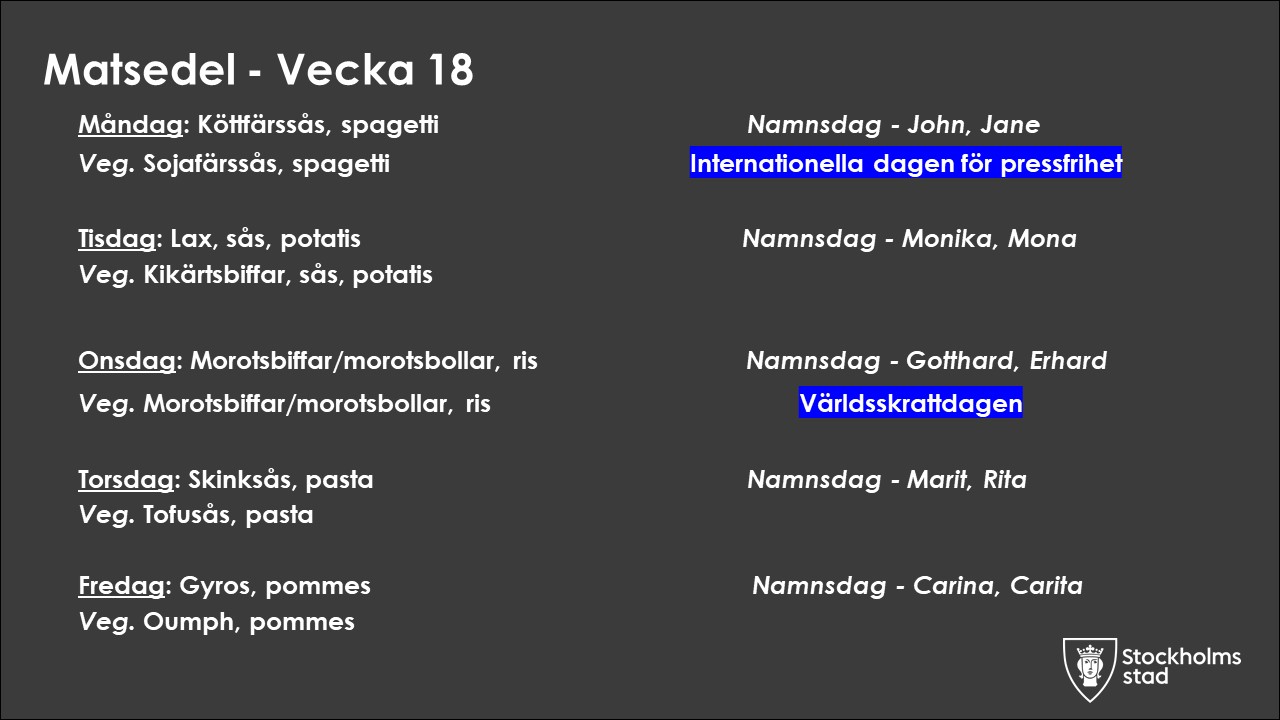 Matsedel - Vecka 18
Måndag: Köttfärssås, spagetti
Namnsdag - John, Jane
Veg. Sojafärssås, spagetti
Internationella dagen för pressfrihet
Tisdag: Lax, sås, potatis
Namnsdag - Monika, Mona
Veg. Kikärtsbiffar, sås, potatis
Onsdag: Morotsbiffar/morotsbollar, ris
Namnsdag - Gotthard, Erhard
Veg. Morotsbiffar/morotsbollar, ris
Världsskrattdagen
Torsdag: Skinksås, pasta
Namnsdag - Marit, Rita
Veg. Tofusås, pasta
Fredag: Gyros, pommes
Namnsdag - Carina, Carita
Veg. Oumph, pommes
Stockholms
stad